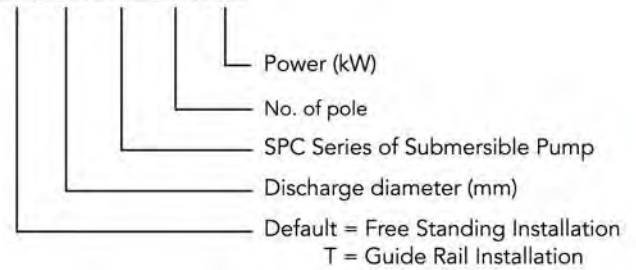 Power (kW)
No. of pole
SPC Series of Submersible Pump
Discharge diameter (mm)
Default = Free Standing Installation
T = Guide Rail Installation